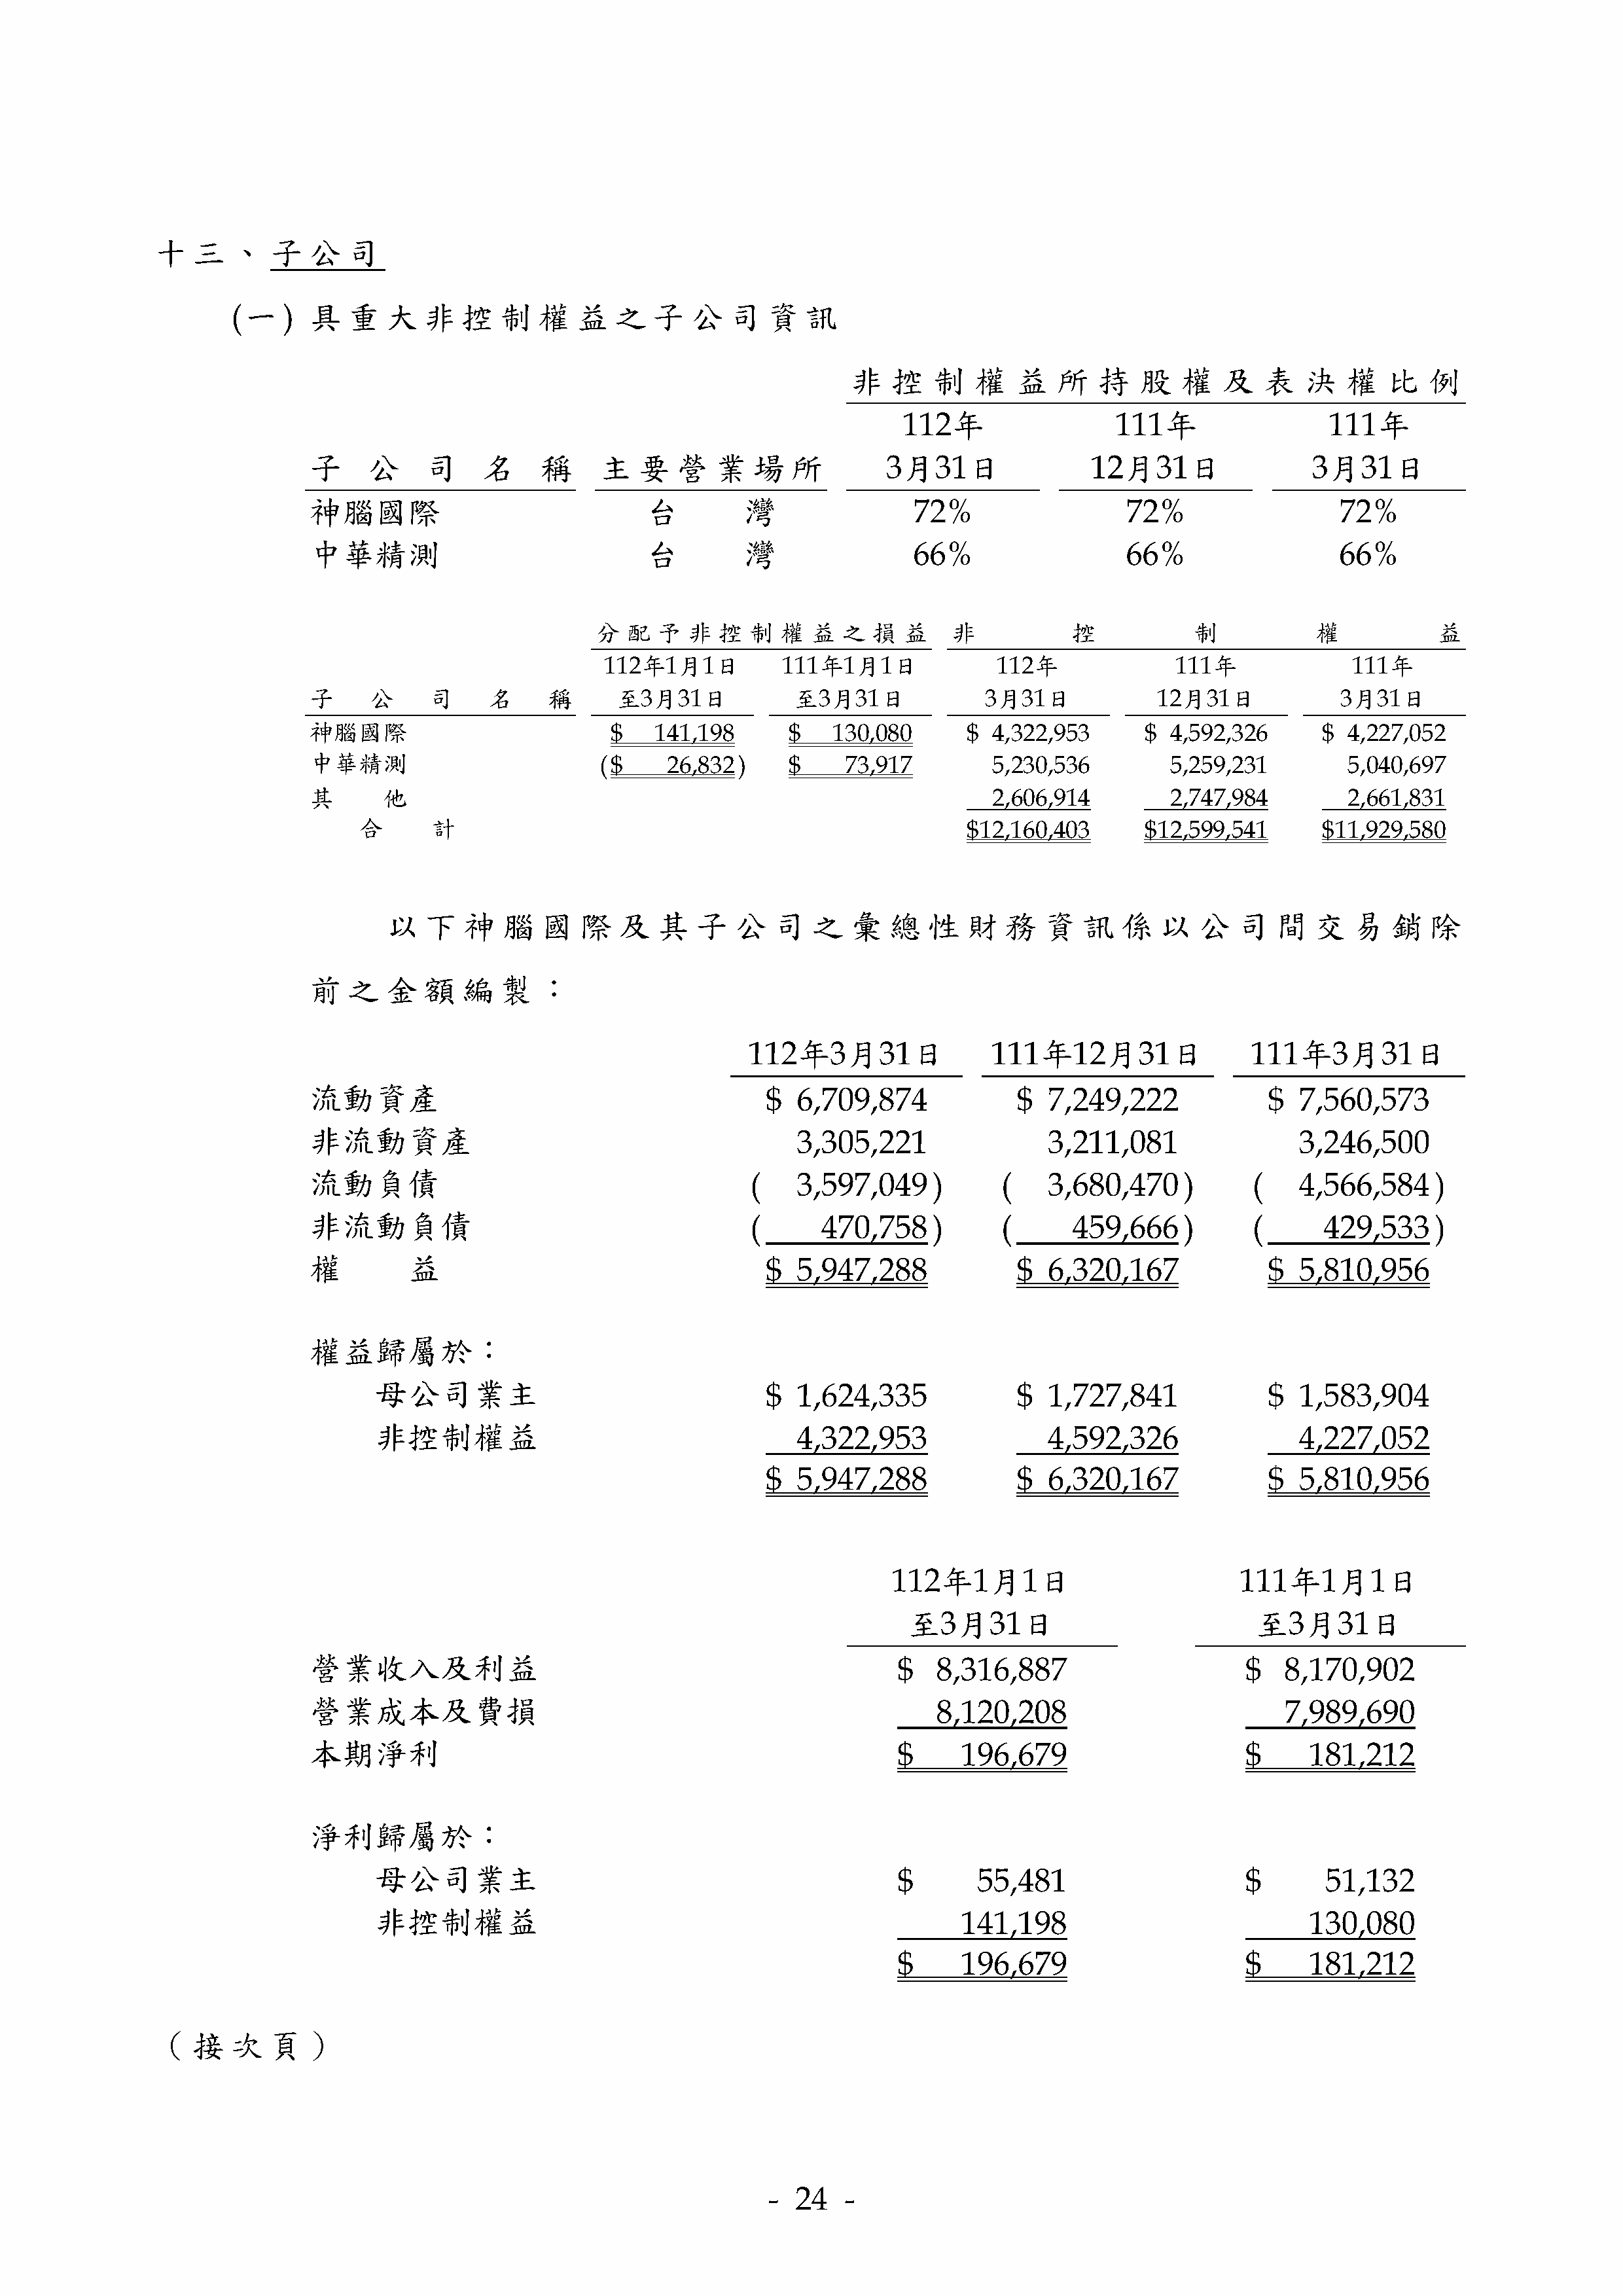 十三、子公司
(一) 具重大非控制權益之子公司資訊
非控制權益所持股權及表決權比例
112年 111年 111年
子公司名稱 主要營業場所 3月31日 12月31日 3月31日
神腦國際 台灣 72% 72% 72%
中華精測 台灣 66% 66% 66%
分配予非控制權益之損益 非控制權益
112年1月1日 111年1月1日 112年 111年 111年
子公司名稱 至3月31日 至3月31日 3月31日 12月31日 3月31日
神腦國際 $ 141,198 $ 130,080 $ 4,322,953 $ 4,592,326 $ 4,227,052
中華精測 ($ 26,832) $ 73,917 5,230,536 5,259,231 5,040,697
其他 2,606,914 2,747,984 2,661,831
合計 $12,160,403 $12,599,541 $11,929,580
以下神腦國際及其子公司之彙總性財務資訊係以公司間交易銷除
前之金額編製：
112年3月31日 111年12月31日 111年3月31日
流動資產 $ 6,709,874 $ 7,249,222 $ 7,560,573
非流動資產 3,305,221 3,211,081 3,246,500
流動負債 ( 3,597,049) ( 3,680,470) ( 4,566,584)
非流動負債 ( 470,758) ( 459,666) ( 429,533)
權益 $ 5,947,288 $ 6,320,167 $ 5,810,956
權益歸屬於：
母公司業主 $ 1,624,335 $ 1,727,841 $ 1,583,904
非控制權益 4,322,953 4,592,326 4,227,052
$ 5,947,288 $ 6,320,167 $ 5,810,956
112年1月1日 111年1月1日
至3月31日 至3月31日
營業收入及利益 $ 8,316,887 $ 8,170,902
營業成本及費損 8,120,208 7,989,690
本期淨利 $ 196,679 $ 181,212
淨利歸屬於：
母公司業主 $ 55,481 $ 51,132
非控制權益 141,198 130,080
$ 196,679 $ 181,212
（接次頁）
- 24 -